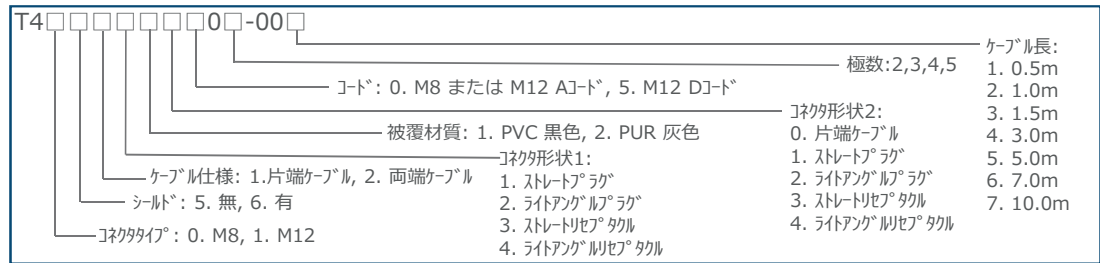 T4□□□□□□□0□-00□
ケーブル長:
極数:2,3,4,5
1. 0.5m
2. 1.0m
3. 1.5m
4. 3.0m
5. 5.0m
6. 7.0m
7. 10.0m
コード: 0. M8 または M12 Aコード, 5. M12 Dコード
コネクタ形状2:
0. 片端ケーブル
1. ストレートプラグ
2. ライトアングルプラグ
3. ストレートリセプタクル
4. ライトアングルリセプタクル
被覆材質: 1. PVC 黒色, 2. PUR 灰色
コネクタ形状1:
1. ストレートプラグ
2. ライトアングルプラグ
3. ストレートリセプタクル
4. ライトアングルリセプタクル
ケーブル仕様: 1.片端ケーブル, 2. 両端ケーブル
シールド: 5. 無, 6. 有
コネクタタイプ: 0. M8, 1. M12